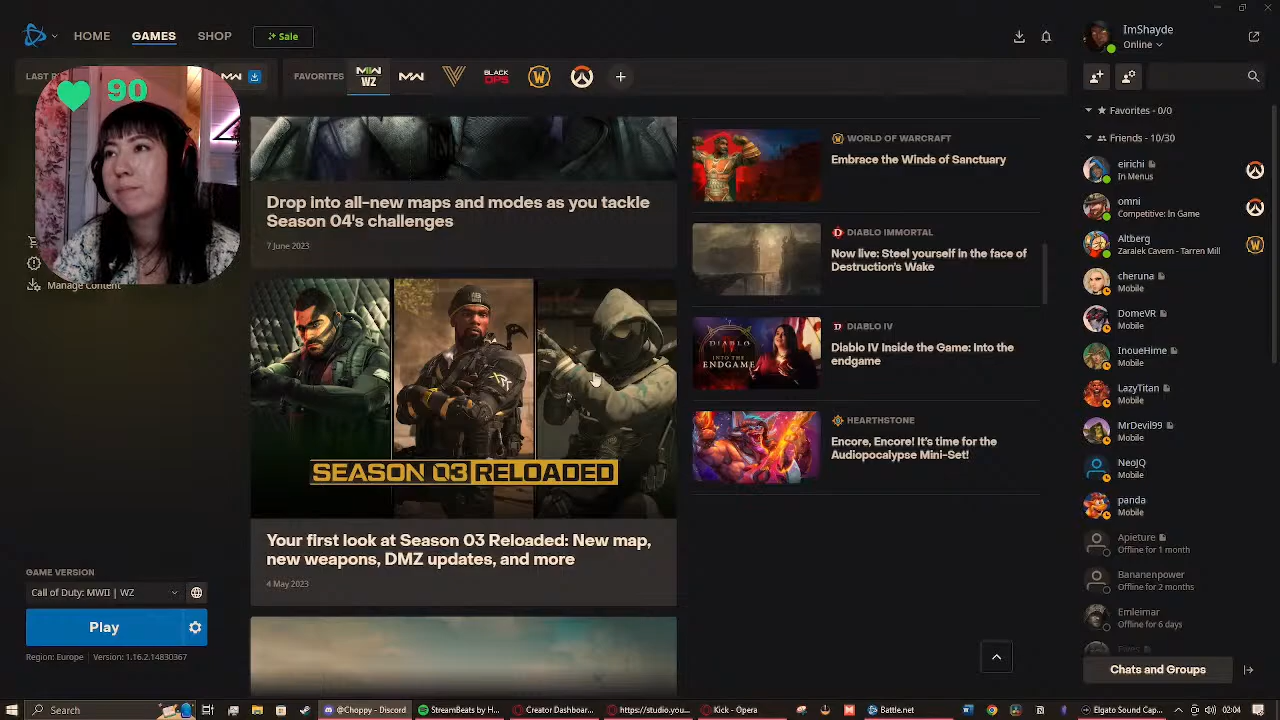 HOME
GAMES
SHOP
Sale
ImShayde
Online
FAVORITES
MWII
WZ
BLACK
OPS
90
Favorites - 0/0
Friends - 10/30
eirichi
In Menus
omni
Competitive: In Game
Altberg
Zaralek Cavern - Tarren Mill
cheruna
Mobile
DomeVR
Mobile
InoueHime
Mobile
LazyTitan
Mobile
MrDevil99
Mobile
NeoJQ
Mobile
panda
Mobile
Apieture
Offline for 1 month
Bananenpower
Offline for 2 months
Emleimar
Offline for 6 days
Chats and Groups
Drop into all-new maps and modes as you tackle
Season 04's challenges
7 June 2023
SEASON 03 RELOADED
Your first look at Season 03 Reloaded: New map,
new weapons, DMZ updates, and more
4 May 2023
WORLD OF WARCRAFT
Embrace the Winds of Sanctuary
DIABLO IMMORTAL
Now live: Steel yourself in the face of
Destruction's Wake
DIABLO
INTO THE
ENDGAME
DIABLO IV
Diablo IV Inside the Game: Into the
endgame
HEARTHSTONE
Encore, Encore! It's time for the
Audiopocalypse Mini-Set!
Manage Content
GAME VERSION
Call of Duty: MWII | WZ
Play
Region: Europe | Version: 1.16.2.14830367
Search
@Choppy - Discord
StreamBeats by H...
Creator Dashboar...
https://studio.you...
Kick - Opera
Battle.net
Elgato Sound Cap...
22:04